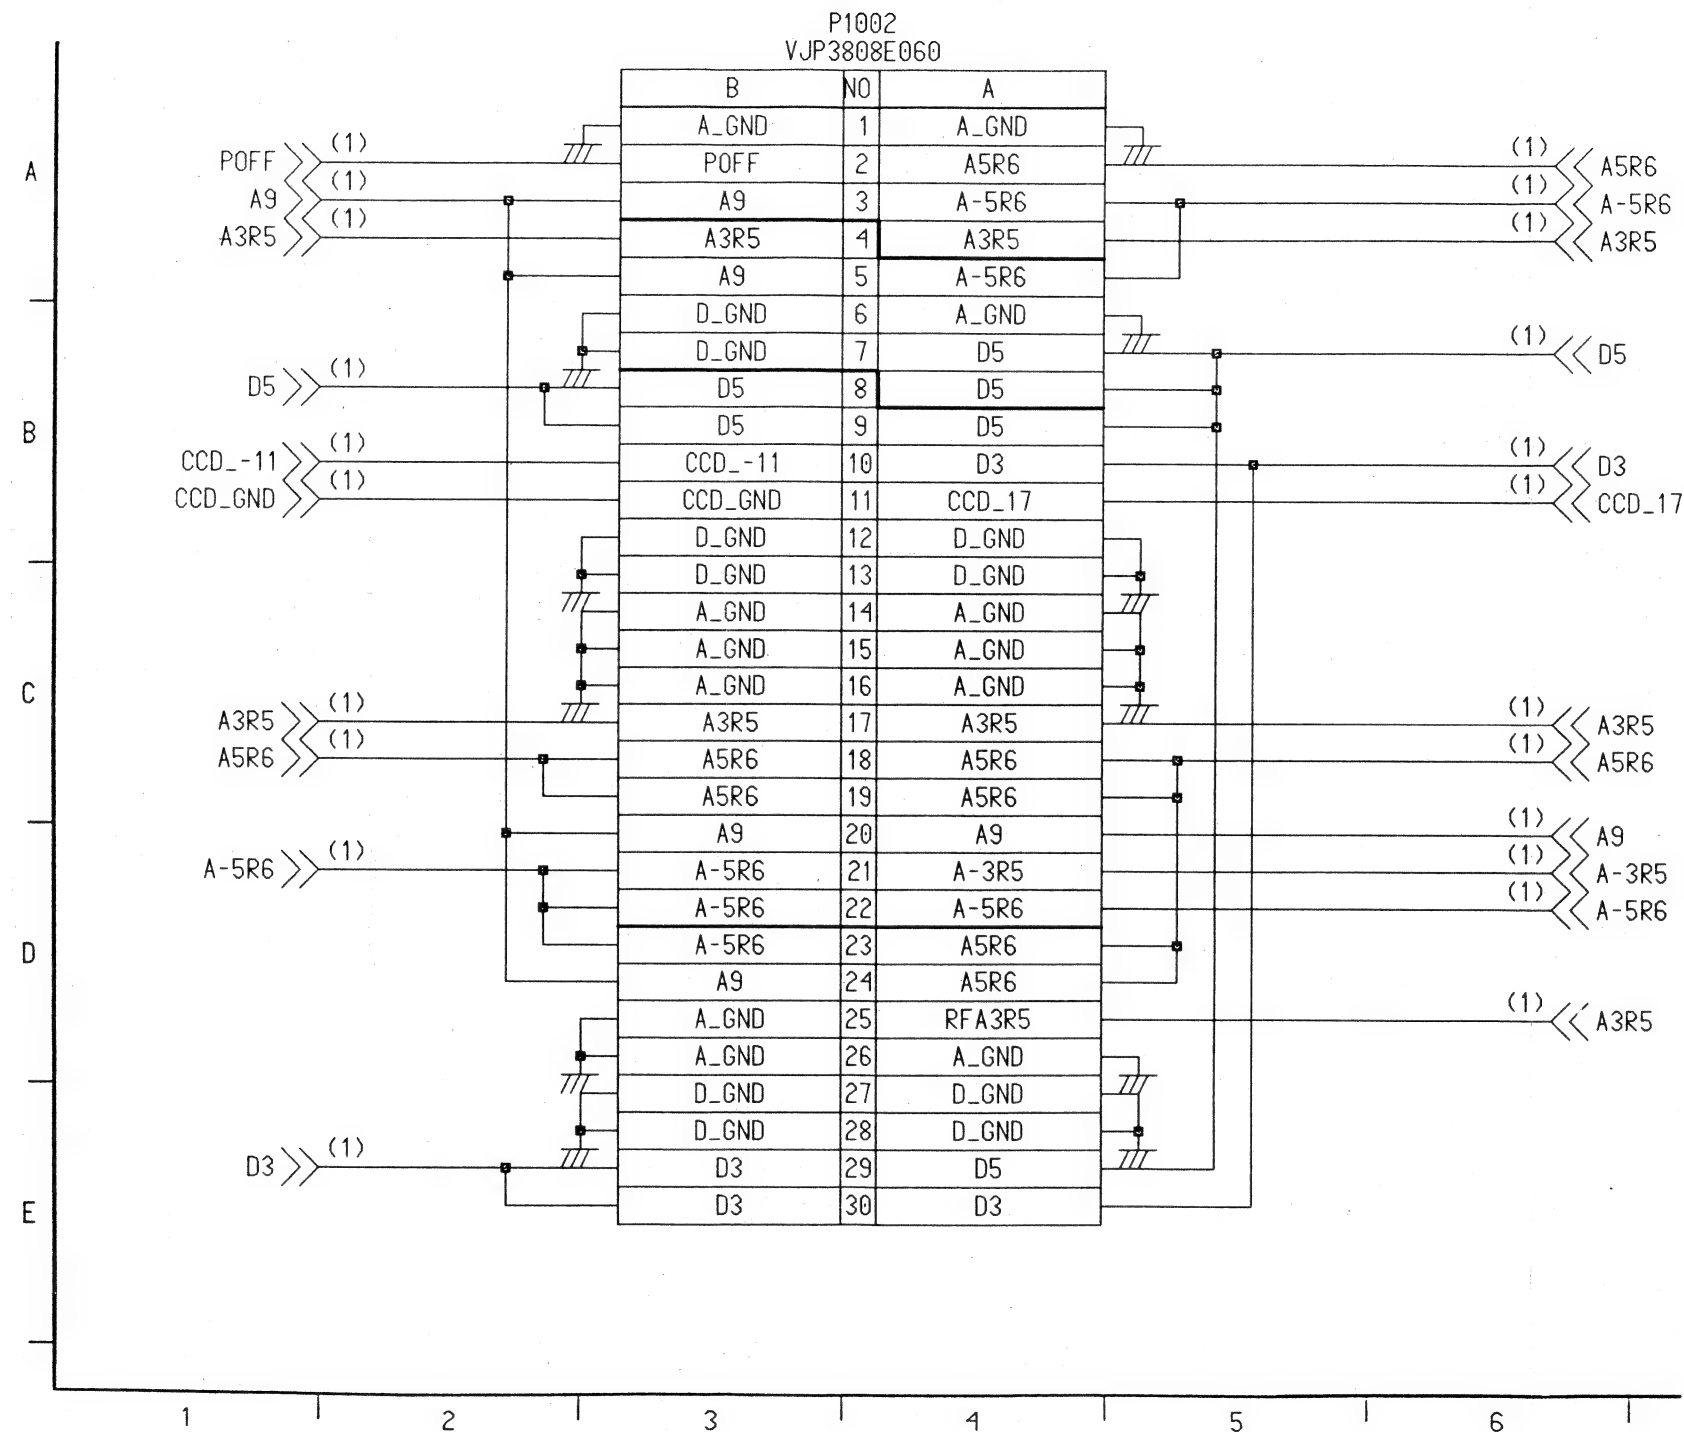 P1002
VJP3808E060
B NO A
A_GND 1 A_GND
POFF (1) POFF 2 A5R6 (1) A5R6
A9 (1) A9 3 A-5R6 (1) A-5R6
A3R5 (1) A3R5 4 A3R5 (1) A3R5
A9 5 A-5R6
D_GND 6 A_GND
D_GND 7 D5 (1) D5
D5 (1) D5 8 D5
D5 9 D5
CCD_-11 (1) CCD_-11 10 D3 (1) D3
CCD_GND (1) CCD_GND 11 CCD_17 (1) CCD_17
D_GND 12 D_GND
D_GND 13 D_GND
A_GND 14 A_GND
A_GND 15 A_GND
A_GND 16 A_GND
A3R5 (1) A3R5 17 A3R5 (1) A3R5
A5R6 (1) A5R6 18 A5R6 (1) A5R6
A5R6 19 A5R6
A9 20 A9 (1) A9
A-5R6 (1) A-5R6 21 A-3R5 (1) A-3R5
A-5R6 22 A-5R6 (1) A-5R6
A-5R6 23 A5R6
A9 24 A5R6
A_GND 25 RFA3R5 (1) A3R5
A_GND 26 A_GND
D_GND 27 D_GND
D_GND 28 D_GND
D3 (1) D3 29 D5
D3 30 D3
A
B
C
D
E
1 2 3 4 5 6